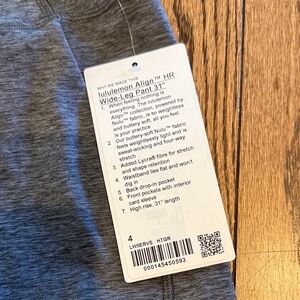 WHY WE MADE THIS
lululemon Align™ HR
Wide-Leg Pant 31"
1. When feeling nothing is
everything. The lululemon
Align™ collection, powered by
Nulu™ fabric, is so weightless
and buttery-soft, all you feel
is your practice
2. Our buttery-soft Nulu™ fabric
feels weightlessly light and is
sweat-wicking and four-way
stretch
3. Added Lycra® fibre for stretch
and shape retention
4. Waistband lies flat and won't
dig in
5. Back drop-in pocket
6. Front pockets with interior
card sleeve
7. High rise, 31" length
4
LW5ERVS HTGR
000145450593